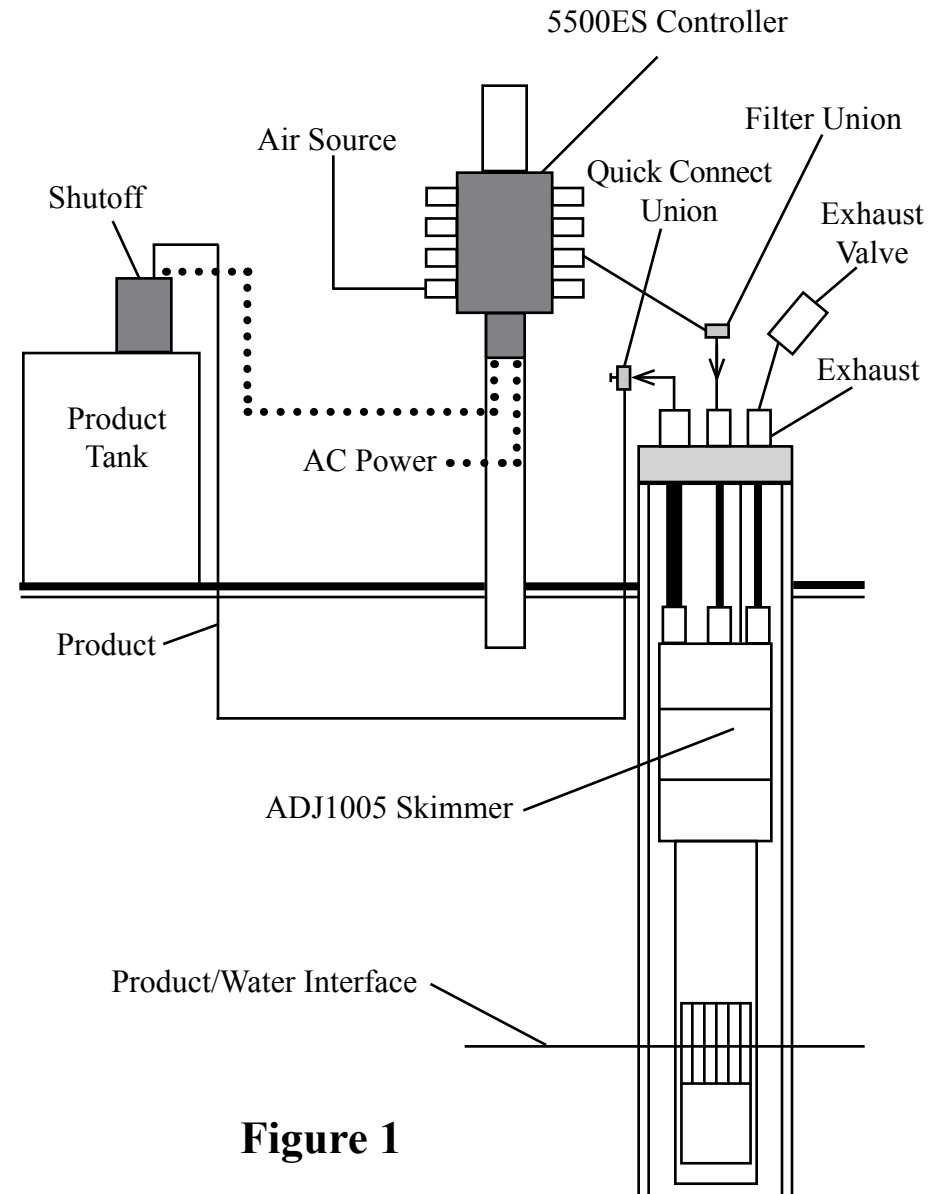 5500ES Controller
Filter Union
Air Source
Quick Connect
Union
Shutoff
Exhaust
Valve
Exhaust
Product
Tank
AC Power
Product
ADJ1005 Skimmer
Product/Water Interface
Figure 1